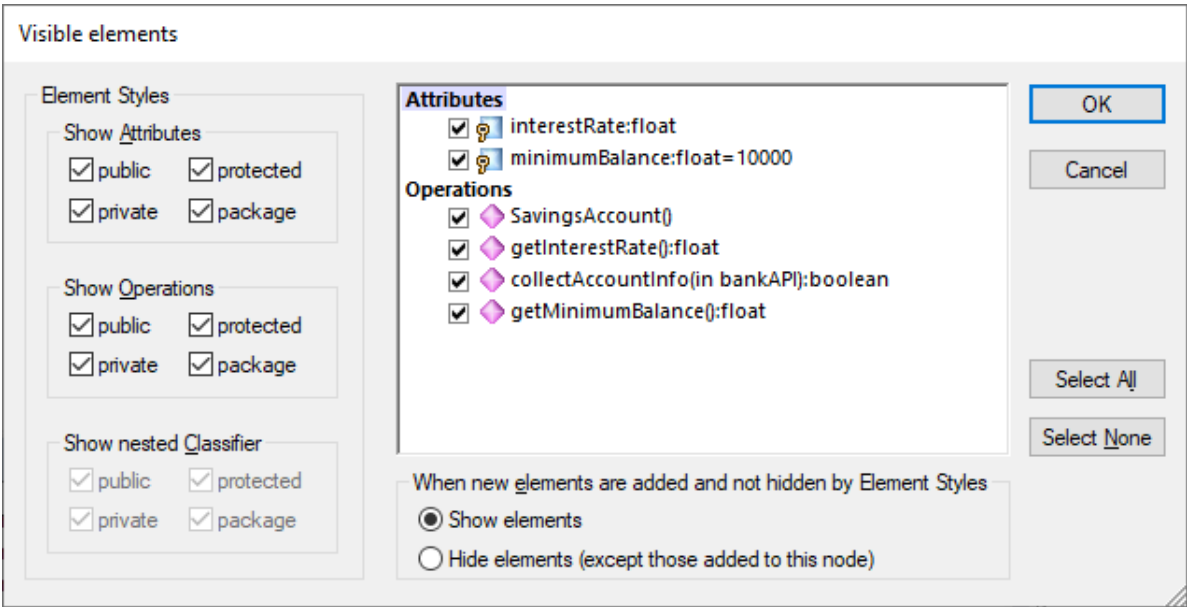 Visible elements
Element Styles
Show Attributes
public protected
private package
Show Operations
public protected
private package
Show nested Classifier
public protected
private package
Attributes
interestRate:float
minimumBalance:float=10000
Operations
SavingsAccount()
getInterestRate():float
collectAccountInfo(in bankAPI):boolean
getMinimumBalance():float
When new elements are added and not hidden by Element Styles
Show elements
Hide elements (except those added to this node)
OK
Cancel
Select All
Select None